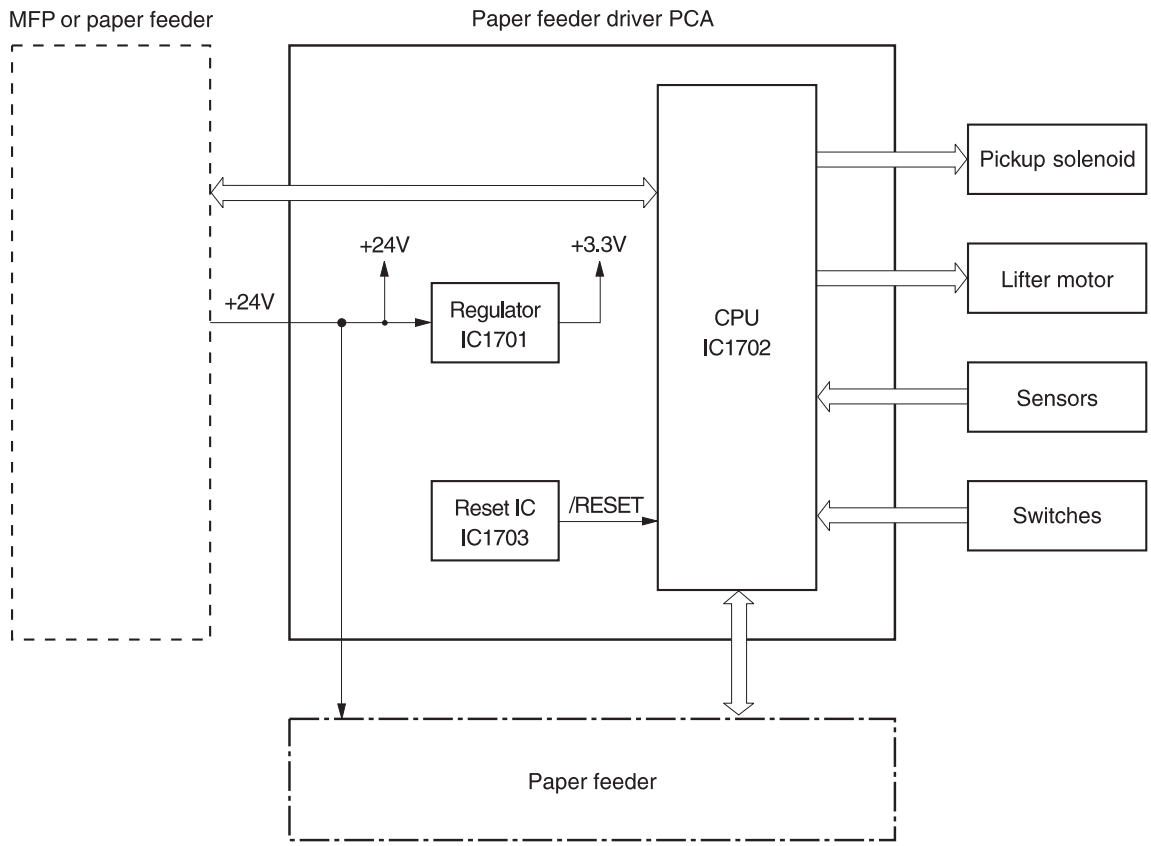 MFP or paper feeder
Paper feeder driver PCA
Pickup solenoid
+24V
+3.3V
+24V
Regulator
IC1701
CPU
IC1702
Lifter motor
Sensors
Reset IC
IC1703
/RESET
Switches
Paper feeder